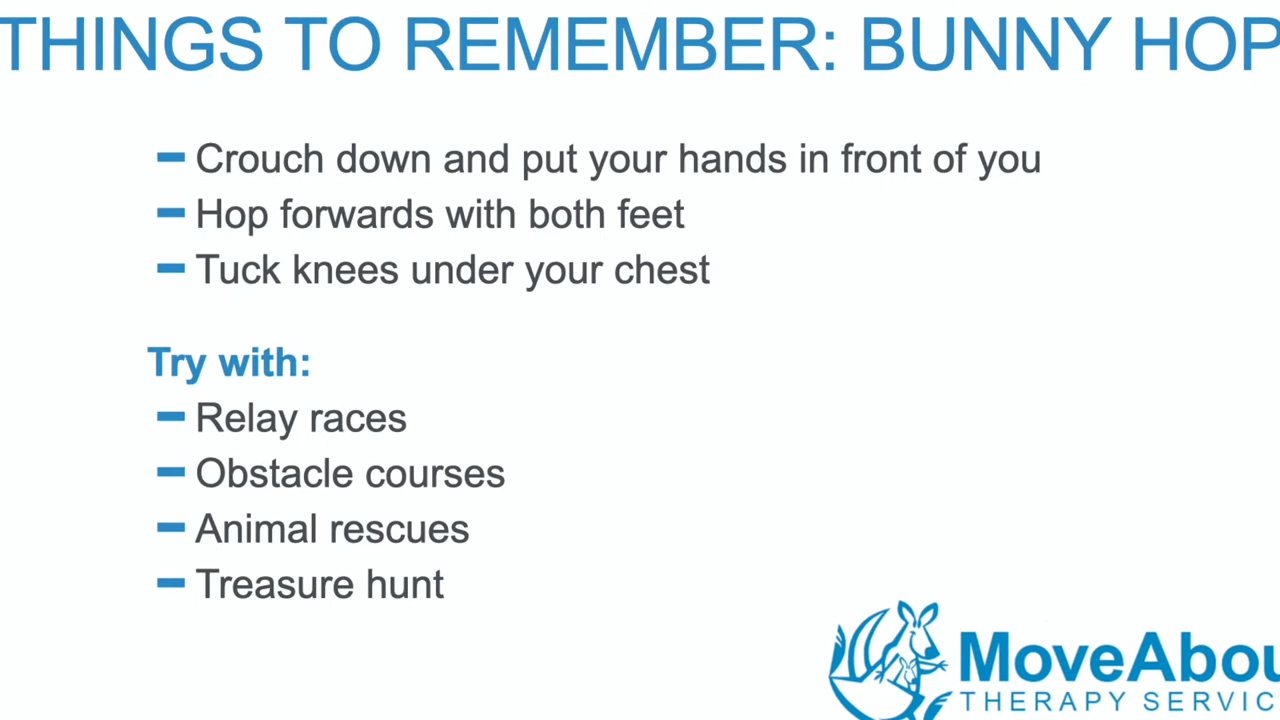 THINGS TO REMEMBER: BUNNY HOP
Crouch down and put your hands in front of you
Hop forwards with both feet
Tuck knees under your chest
Try with:
Relay races
Obstacle courses
Animal rescues
Treasure hunt
MoveAbou
THERAPY SERVIC